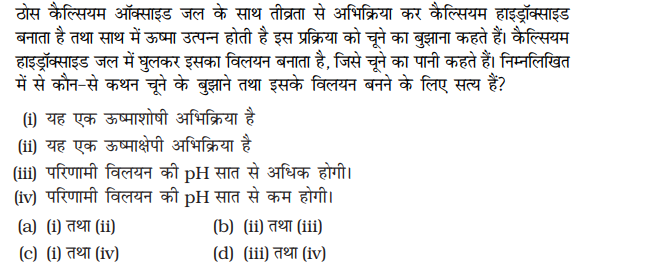 ठोस कैल्सियम ऑक्साइड जल के साथ तीव्रता से अभिक्रिया कर कैल्सियम हाइड्रॉक्साइड
बनाता है तथा साथ में ऊष्मा उत्पन्न होती है इस प्रक्रिया को चूने का बुझाना कहते हैं। कैल्सियम
हाइड्रॉक्साइड जल में घुलकर इसका विलयन बनाता है, जिसे चूने का पानी कहते हैं। निम्नलिखित
में से कौन–से कथन चूने के बुझाने तथा इसके विलयन बनने के लिए सत्य हैं?
(i) यह एक ऊष्माशोषी अभिक्रिया है
(ii) यह एक ऊष्माक्षेपी अभिक्रिया है
(iii) परिणामी विलयन की pH सात से अधिक होगी।
(iv) परिणामी विलयन की pH सात से कम होगी।
(a) (i) तथा (ii) (b) (ii) तथा (iii)
(c) (i) तथा (iv) (d) (iii) तथा (iv)